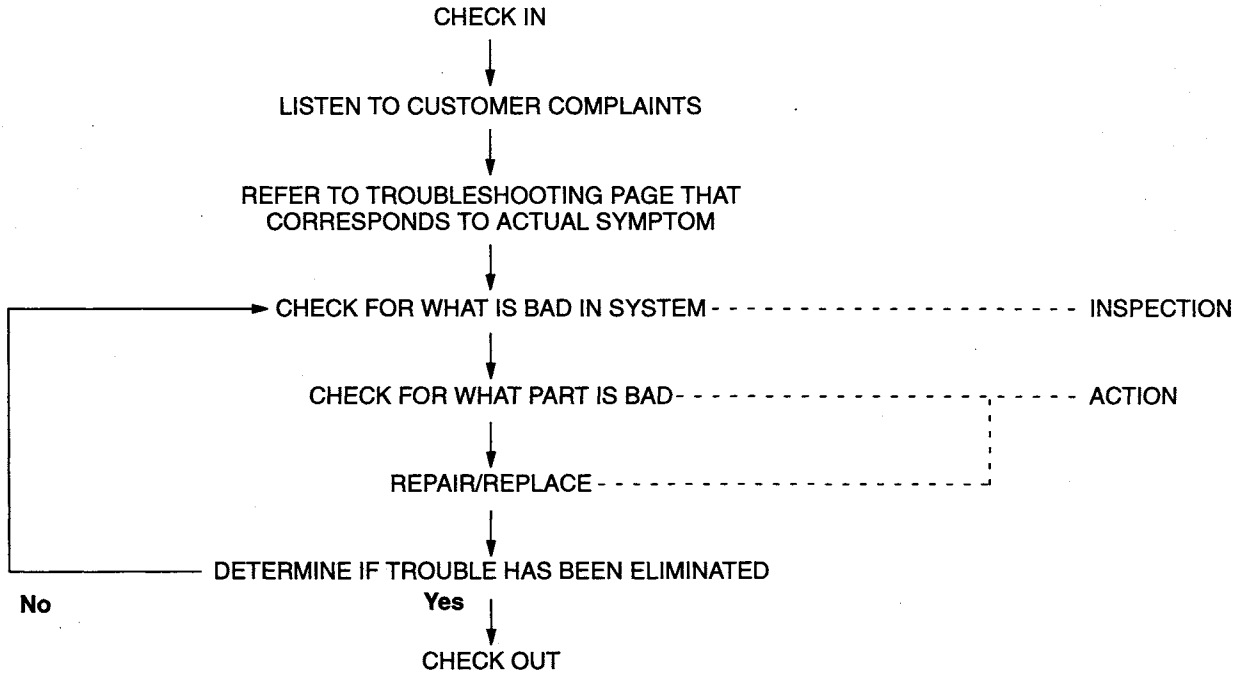 CHECK IN
LISTEN TO CUSTOMER COMPLAINTS
REFER TO TROUBLESHOOTING PAGE THAT
CORRESPONDS TO ACTUAL SYMPTOM
CHECK FOR WHAT IS BAD IN SYSTEM
INSPECTION
CHECK FOR WHAT PART IS BAD
ACTION
REPAIR/REPLACE
DETERMINE IF TROUBLE HAS BEEN ELIMINATED
No
Yes
CHECK OUT